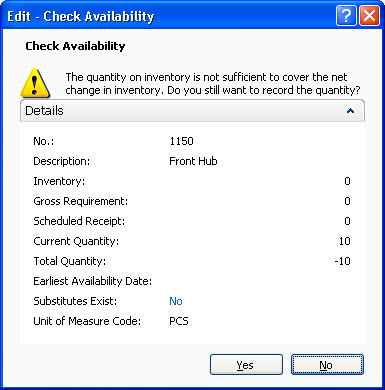 Edit - Check Availability
Check Availability
The quantity on inventory is not sufficient to cover the net
change in inventory. Do you still want to record the quantity?
Details
No.: 1150
Description: Front Hub
Inventory: 0
Gross Requirement: 0
Scheduled Receipt: 0
Current Quantity: 10
Total Quantity: -10
Earliest Availability Date:
Substitutes Exist: No
Unit of Measure Code: PCS
Yes No